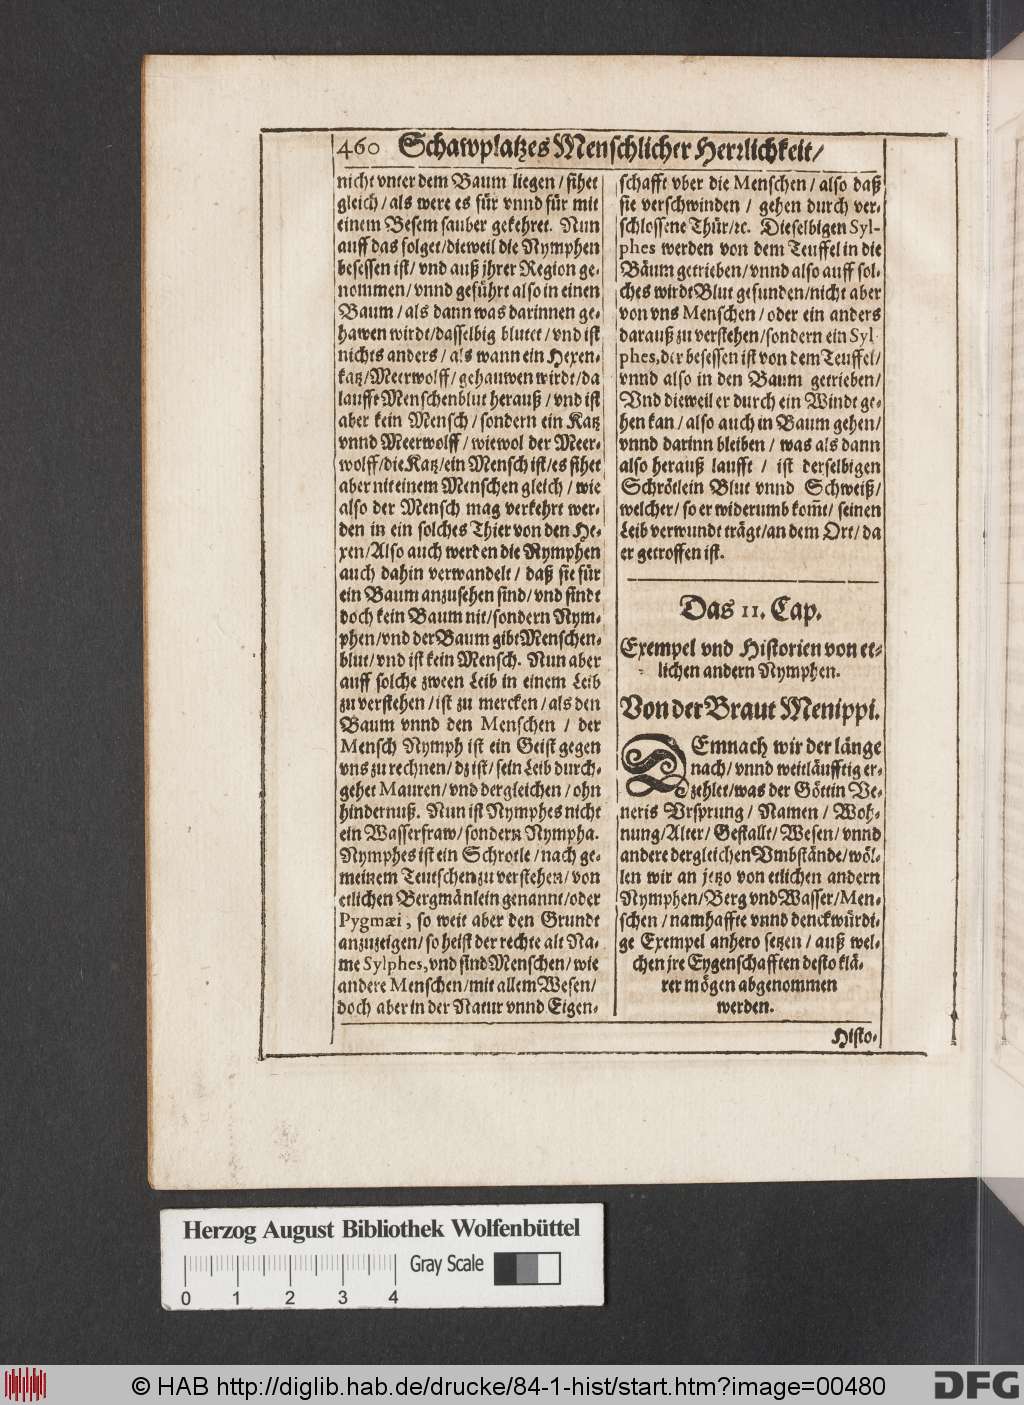 460 Schawplatzes Menschlicher Herrlichkeit/
nicht vnter dem Baum liegen / sihet
gleich / als were es für vnnd für mit
einem Besem sauber gekehret. Nun
auff das folget / dieweil die Nymphen
besessen ist / vnd auß jhrer Region ge-
nommen / vnnd geführt also in einen
Baum / als dann was darinnen ge-
hawen wirdt / dasselbig blutet / vnd ist
nichts anders / als wann ein Hexen-
katz / Meerwolff / gehauwen wirdt / da
laufft Menschenblut herauß / vnd ist
aber kein Mensch / sondern ein Katz
vnnd Meerwolff / wiewol der Meer-
wolff / die Katz / ein Mensch ist / es sihet
aber nit einem Menschen gleich / wie
also der Mensch mag verkehrt wer-
den in ein solches Thier von den He-
xen / Also auch werden die Nymphen
auch dahin verwandelt / daß sie für
ein Baum anzusehen sind / vnd sindt
doch kein Baum nit / sondern Nym-
phen / vnd der Baum gibt Menschen-
blut / vnd ist kein Mensch. Nun aber
auff solche zween Leib in einem Leib
zu verstehen / ist zu mercken / als den
Baum vnnd den Menschen / der
Mensch Nymph ist ein Geist gegen
vns zu rechnen / dz ist / sein Leib durch-
gehet Mauren / vnd dergleichen / ohn
hindernuß. Nun ist Nymphes nicht
ein Wasserfraw / sondern Nympha.
Nymphes ist ein Schrotle / nach ge-
meinem Teutschen zu verstehen / von
etlichen Bergmänlein genannt / oder
Pygmæi, so weit aber den Grundt
anzuzeigen / so heist der rechte alt Na-
me Sylphes, vnd sind Menschen / wie
andere Menschen / mit allem Wesen /
doch aber in der Natur vnnd Eigen-
schafft vber die Menschen / also daß
sie verschwinden / gehen durch ver-
schlossene Thür / ꝛc. Dieselbigen Syl-
phes werden von dem Teuffel in die
Bäum getrieben / vnnd also auff sol-
ches wirdt Blut gefunden / nicht aber
von vns Menschen / oder ein anders
darauß zu verstehen / sondern ein Syl-
phes, der besessen ist von dem Teuffel /
vnnd also in den Baum getrieben /
Vnd dieweil er durch ein Windt ge-
hen kan / also auch in Baum gehen /
vnnd darinn bleiben / was als dann
also herauß laufft / ist derselbigen
Schrötlein Blut vnnd Schweiß /
welcher / so er widerumb kom̃t / seinen
Leib verwundt trägt / an dem Ort / da
er getroffen ist.
Das 11. Cap.
Exempel vnd Historien von et-
lichen andern Nymphen.
Von der Braut Menippi.
DEmnach wir der länge
nach / vnnd weitläufftig er-
zehlet / was der Göttin Ve-
neris Vrsprung / Namen / Woh-
nung / Alter / Gestallt / Wesen / vnnd
andere dergleichen Vmbstände / wöl-
len wir an jetzo von etlichen andern
Nymphen / Berg vnd Wasser / Men-
schen / namhaffte vnnd denckwürdi-
ge Exempel anhero setzen / auß wel-
chen jre Eygenschafften desto klä-
rer mögen abgenommen
werden.
Histo-
Herzog August Bibliothek Wolfenbüttel
Gray Scale
0 1 2 3 4
© HAB http://diglib.hab.de/drucke/84-1-hist/start.htm?image=00480
DFG